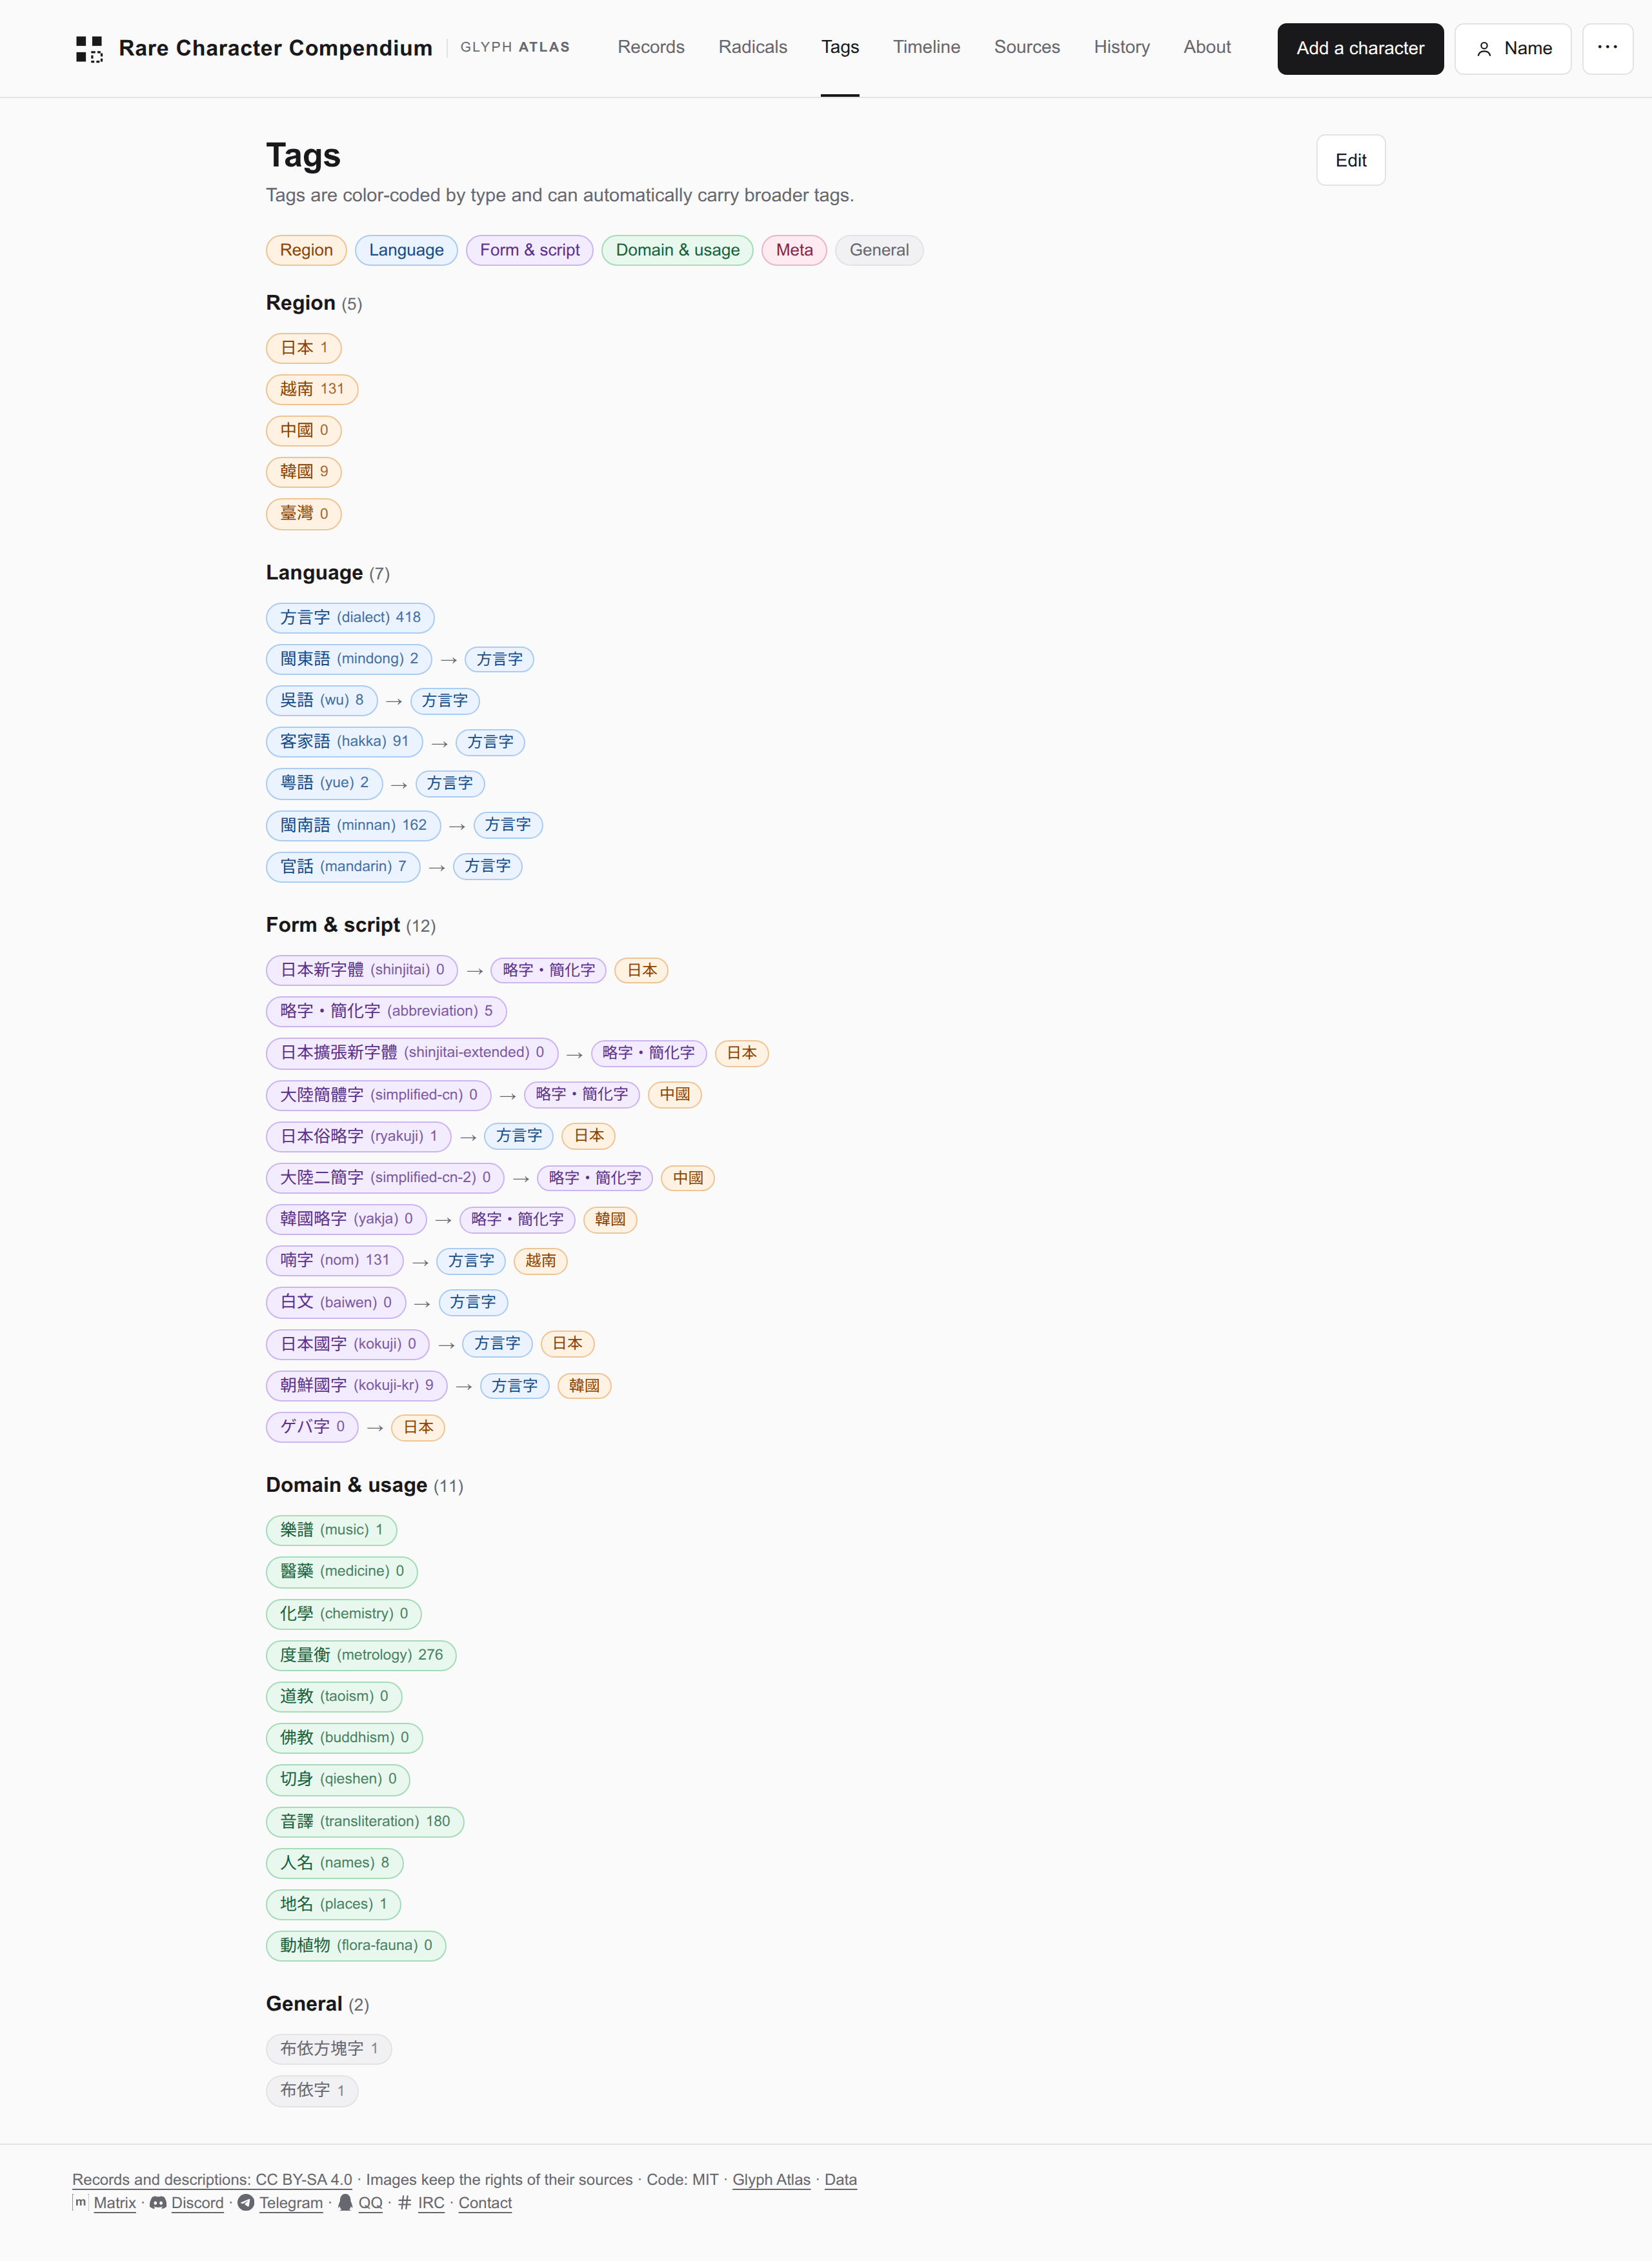 Rare Character Compendium GLYPH ATLAS Records Radicals Tags Timeline Sources History About Add a character Name ···
Tags Edit
Tags are color-coded by type and can automatically carry broader tags.
Region Language Form & script Domain & usage Meta General
Region (5)
日本 1
越南 131
中國 0
韓國 9
臺灣 0
Language (7)
方言字 (dialect) 418
閩東語 (mindong) 2 → 方言字
吳語 (wu) 8 → 方言字
客家語 (hakka) 91 → 方言字
粵語 (yue) 2 → 方言字
閩南語 (minnan) 162 → 方言字
官話 (mandarin) 7 → 方言字
Form & script (12)
日本新字體 (shinjitai) 0 → 略字・簡化字 日本
略字・簡化字 (abbreviation) 5
日本擴張新字體 (shinjitai-extended) 0 → 略字・簡化字 日本
大陸簡體字 (simplified-cn) 0 → 略字・簡化字 中國
日本俗略字 (ryakuji) 1 → 方言字 日本
大陸二簡字 (simplified-cn-2) 0 → 略字・簡化字 中國
韓國略字 (yakja) 0 → 略字・簡化字 韓國
喃字 (nom) 131 → 方言字 越南
白文 (baiwen) 0 → 方言字
日本國字 (kokuji) 0 → 方言字 日本
朝鮮國字 (kokuji-kr) 9 → 方言字 韓國
ゲバ字 0 → 日本
Domain & usage (11)
樂譜 (music) 1
醫藥 (medicine) 0
化學 (chemistry) 0
度量衡 (metrology) 276
道教 (taoism) 0
佛教 (buddhism) 0
切身 (qieshen) 0
音譯 (transliteration) 180
人名 (names) 8
地名 (places) 1
動植物 (flora-fauna) 0
General (2)
布依方塊字 1
布依字 1
Records and descriptions: CC BY-SA 4.0 · Images keep the rights of their sources · Code: MIT · Glyph Atlas · Data
[m] Matrix · Discord · Telegram · QQ · # IRC · Contact